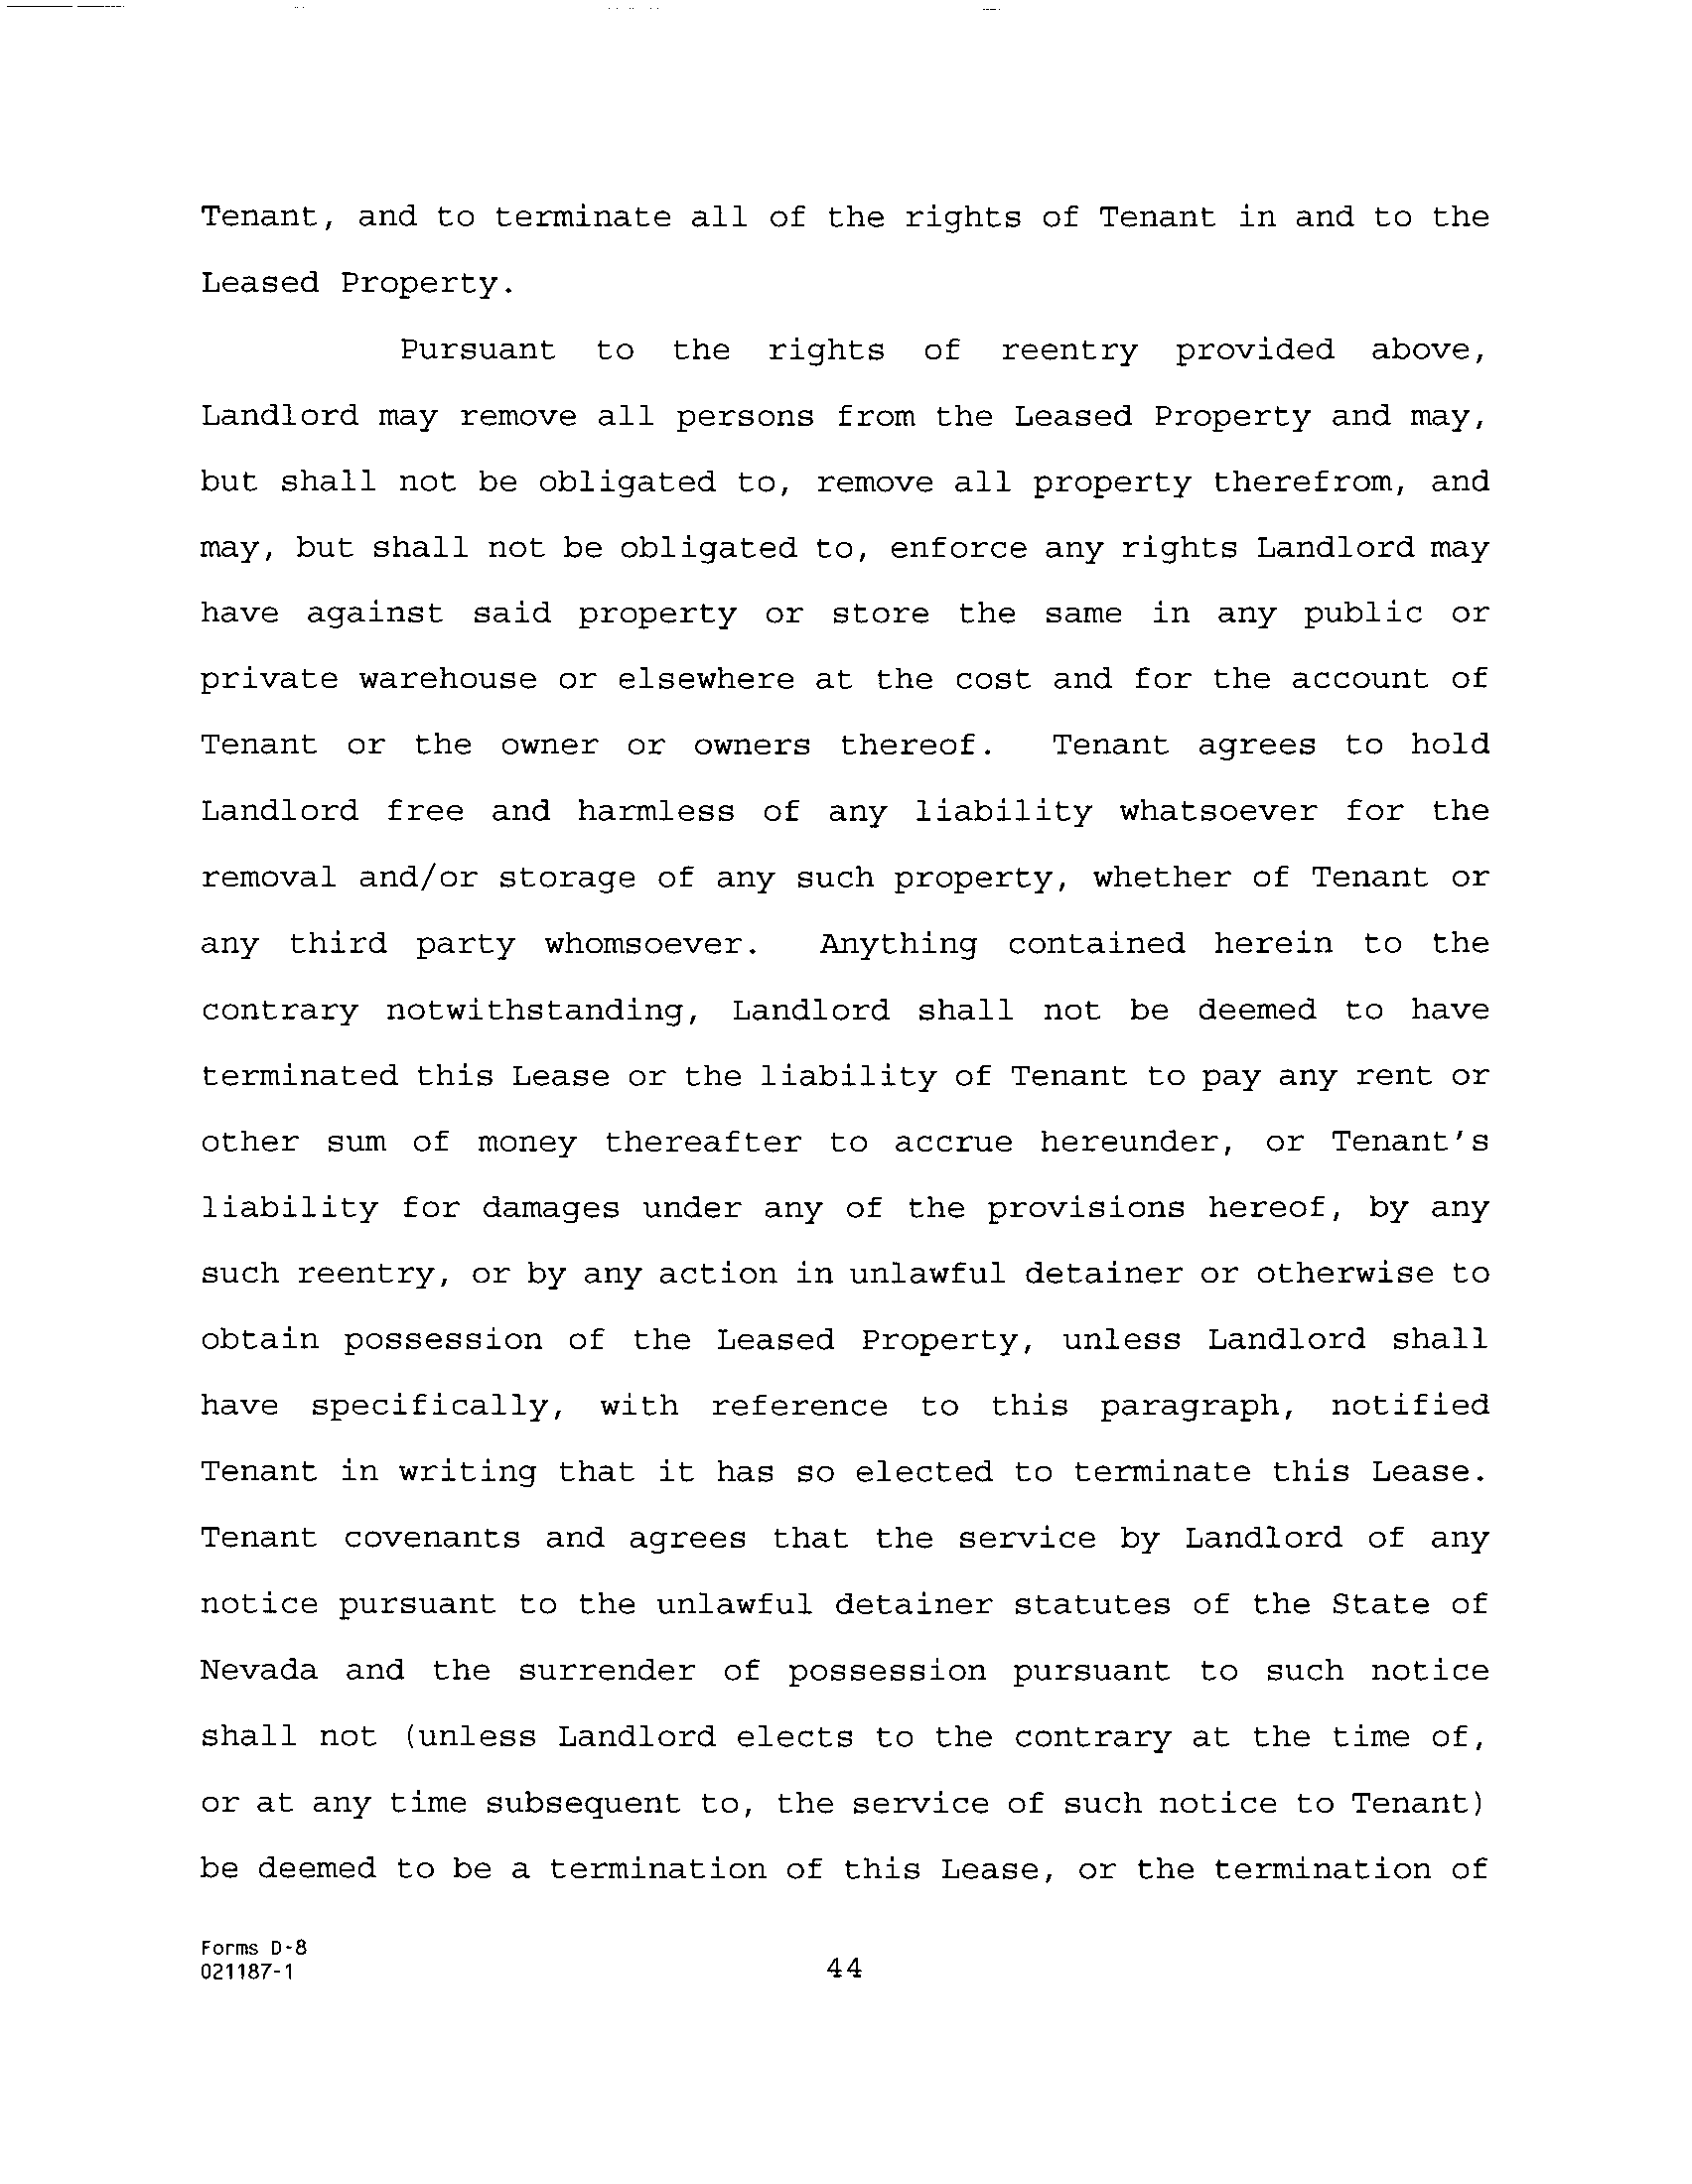 Tenant, and to terminate all of the rights of Tenant in and to the
Leased Property.
Pursuant to the rights of reentry provided above,
Landlord may remove all persons from the Leased Property and may,
but shall not be obligated to, remove all property therefrom, and
may, but shall not be obligated to, enforce any rights Landlord may
have against said property or store the same in any public or
private warehouse or elsewhere at the cost and for the account of
Tenant or the owner or owners thereof. Tenant agrees to hold
Landlord free and harmless of any liability whatsoever for the
removal and/or storage of any such property, whether of Tenant or
any third party whomsoever. Anything contained herein to the
contrary notwithstanding, Landlord shall not be deemed to have
terminated this Lease or the liability of Tenant to pay any rent or
other sum of money thereafter to accrue hereunder, or Tenant's
liability for damages under any of the provisions hereof, by any
such reentry, or by any action in unlawful detainer or otherwise to
obtain possession of the Leased Property, unless Landlord shall
have specifically, with reference to this paragraph, notified
Tenant in writing that it has so elected to terminate this Lease.
Tenant covenants and agrees that the service by Landlord of any
notice pursuant to the unlawful detainer statutes of the State of
Nevada and the surrender of possession pursuant to such notice
shall not (unless Landlord elects to the contrary at the time of,
or at any time subsequent to, the service of such notice to Tenant)
be deemed to be a termination of this Lease, or the termination of
Forms D-8
021187-1
44